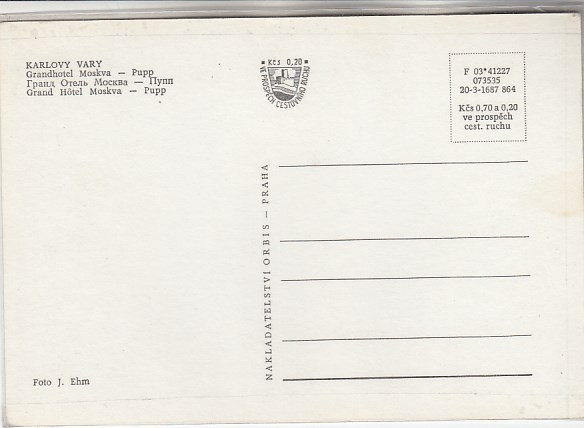 KARLOVY VARY
Grandhotel Moskva — Pupp
Гранд Отель Москва — Пупп
Grand Hôtel Moskva — Pupp
Kčs 0,20
VE PROSPĚCH CESTOVNÍHO RUCHU
F 03*41227
073535
20-3-1687 864
Kčs 0,70 a 0,20
ve prospěch
cest. ruchu
NAKLADATELSTVÍ ORBIS — PRAHA
Foto J. Ehm